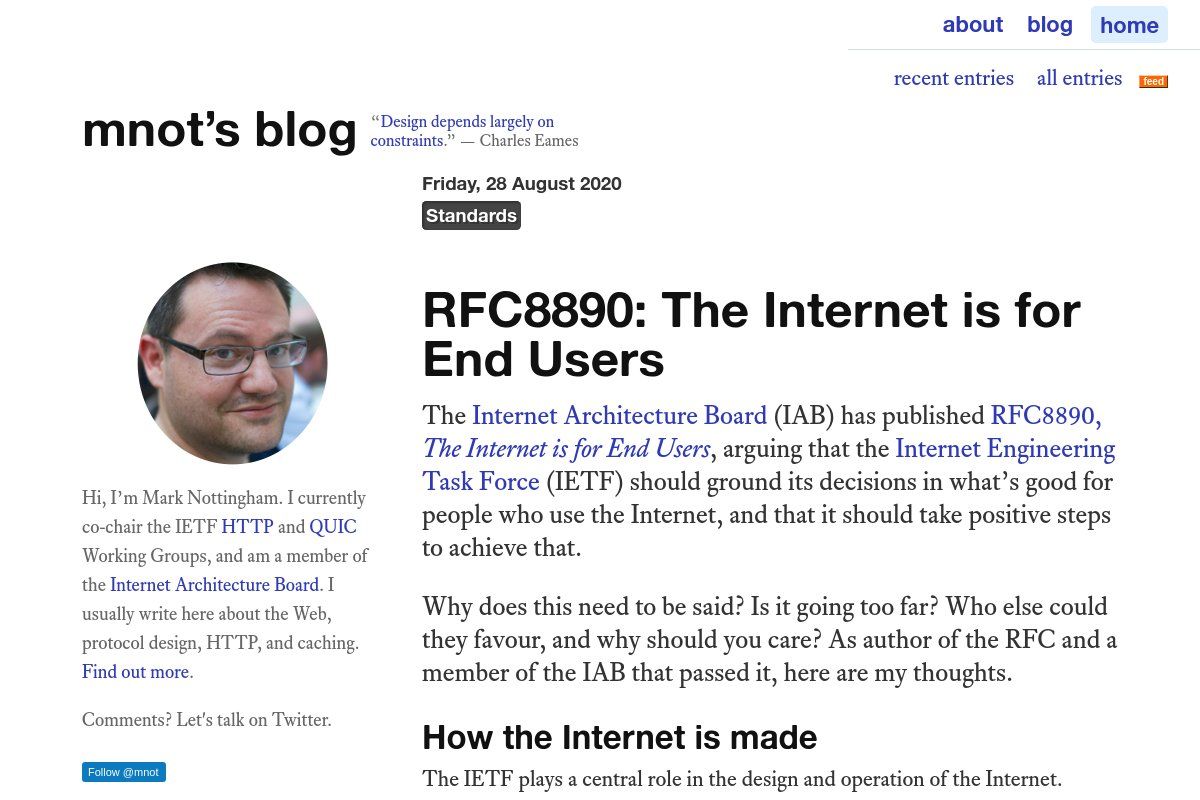 about blog home
recent entries all entries feed
mnot’s blog
“Design depends largely on
constraints.” — Charles Eames
Friday, 28 August 2020
Standards
RFC8890: The Internet is for
End Users
The Internet Architecture Board (IAB) has published RFC8890,
The Internet is for End Users, arguing that the Internet Engineering
Task Force (IETF) should ground its decisions in what’s good for
people who use the Internet, and that it should take positive steps
to achieve that.
Why does this need to be said? Is it going too far? Who else could
they favour, and why should you care? As author of the RFC and a
member of the IAB that passed it, here are my thoughts.
How the Internet is made
The IETF plays a central role in the design and operation of the Internet.
Hi, I’m Mark Nottingham. I currently
co-chair the IETF HTTP and QUIC
Working Groups, and am a member of
the Internet Architecture Board. I
usually write here about the Web,
protocol design, HTTP, and caching.
Find out more.
Comments? Let's talk on Twitter.
Follow @mnot